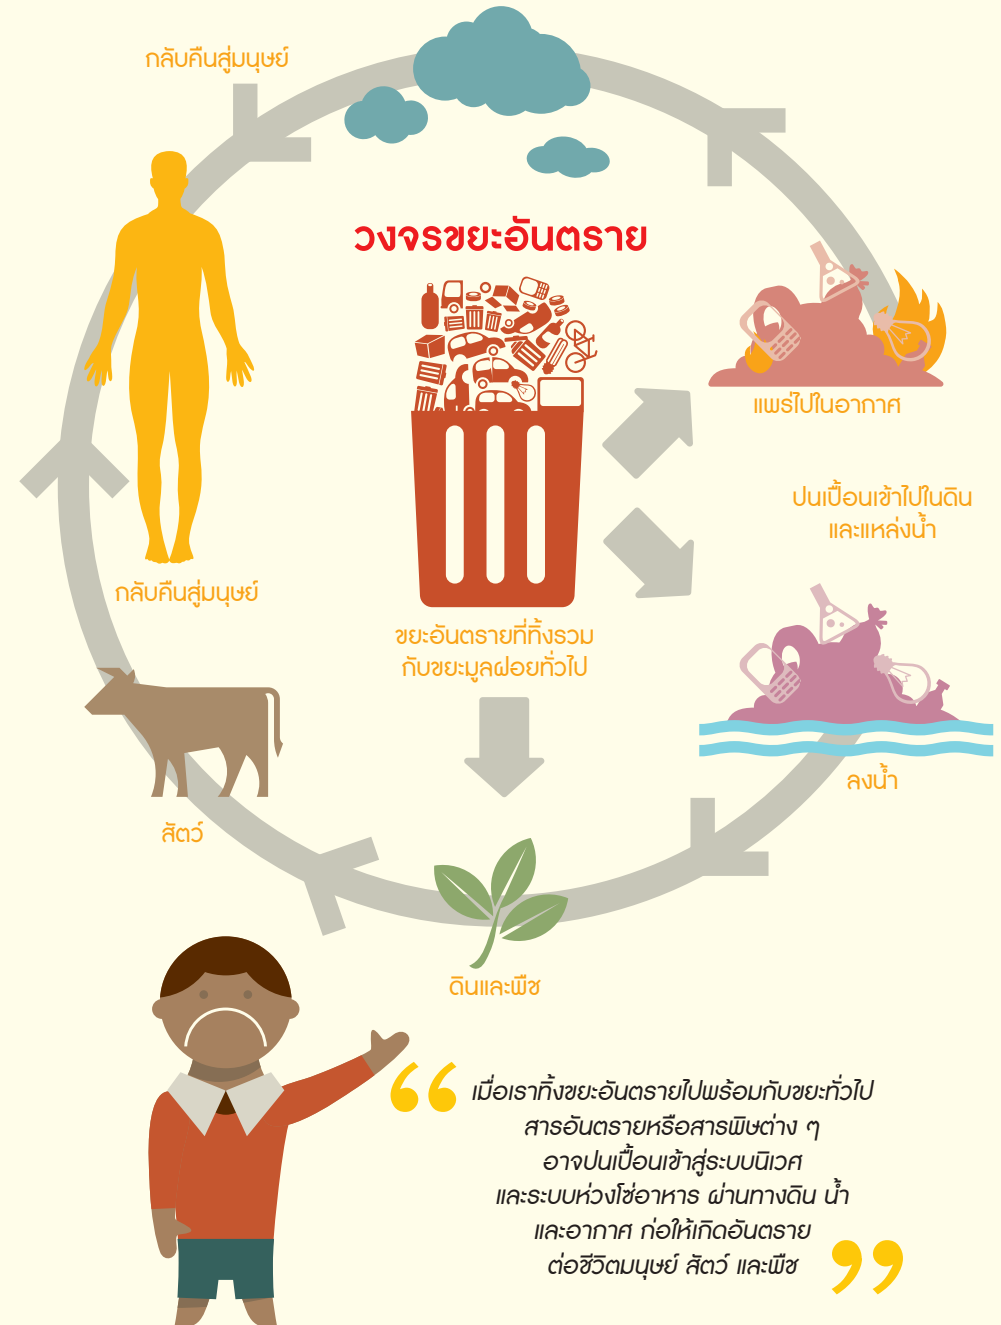 กลับคืนสู่มนุษย์
วงจรขยะอันตราย
แพร่ไปในอากาศ
ปนเปื้อนเข้าไปในดิน
และแหล่งน้ำ
กลับคืนสู่มนุษย์
ขยะอันตรายที่ทิ้งรวม
กับขยะมูลฝอยทั่วไป
ลงน้ำ
สัตว์
ดินและพืช
“เมื่อเราทิ้งขยะอันตรายไปพร้อมกับขยะทั่วไป
สารอันตรายหรือสารพิษต่าง ๆ
อาจปนเปื้อนเข้าสู่ระบบนิเวศ
และระบบห่วงโซ่อาหาร ผ่านทางดิน น้ำ
และอากาศ ก่อให้เกิดอันตราย
ต่อชีวิตมนุษย์ สัตว์ และพืช”